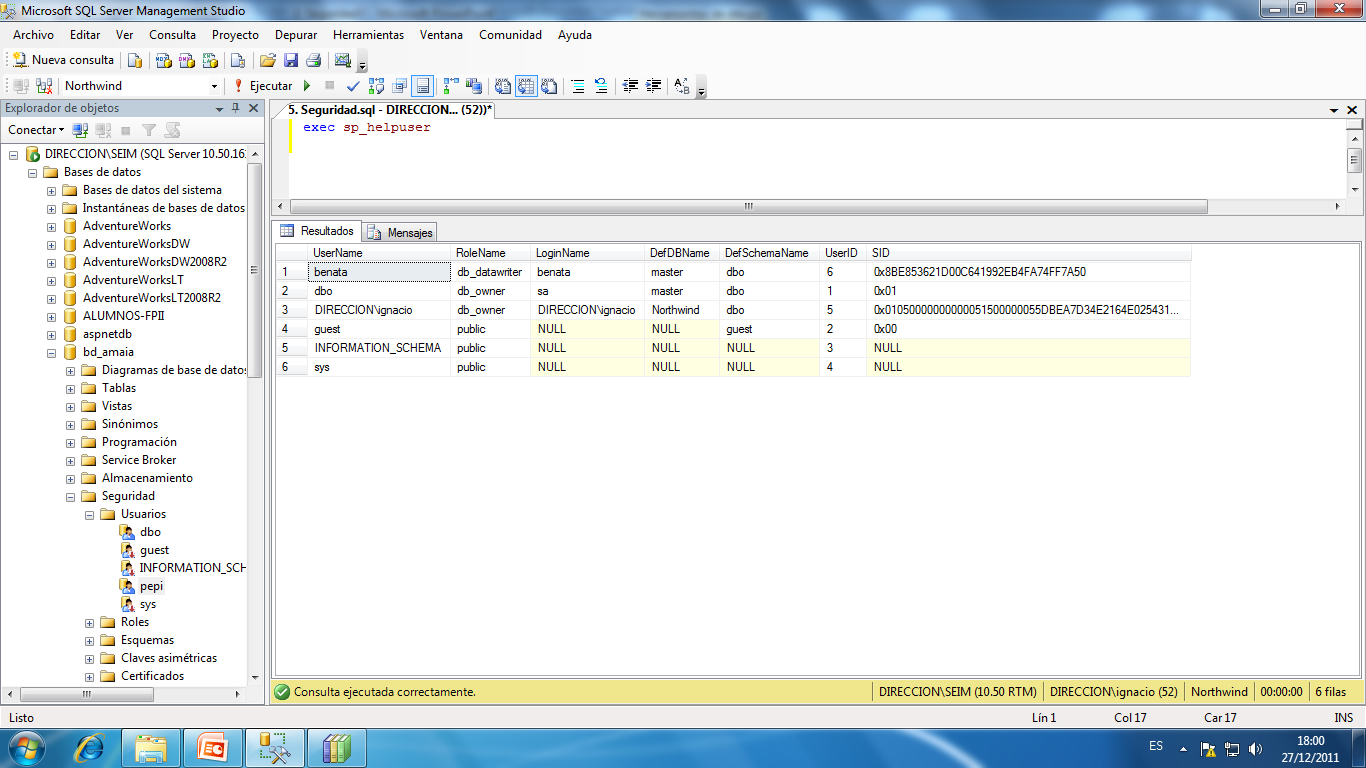 Microsoft SQL Server Management Studio
Archivo Editar Ver Consulta Proyecto Depurar Herramientas Ventana Comunidad Ayuda
Nueva consulta
Northwind Ejecutar
Explorador de objetos
Conectar
DIRECCION\SEIM (SQL Server 10.50.16
Bases de datos
Bases de datos del sistema
Instantáneas de bases de datos
AdventureWorks
AdventureWorksDW
AdventureWorksDW2008R2
AdventureWorksLT
AdventureWorksLT2008R2
ALUMNOS-FPII
aspnetdb
bd_amaia
Diagramas de base de datos
Tablas
Vistas
Sinónimos
Programación
Service Broker
Almacenamiento
Seguridad
Usuarios
dbo
guest
INFORMATION_SCH
pepi
sys
Roles
Esquemas
Claves asimétricas
Certificados
5. Seguridad.sql - DIRECCION... (52))*
exec sp_helpuser
Resultados Mensajes
UserName RoleName LoginName DefDBName DefSchemaName UserID SID
1 benata db_datawriter benata master dbo 6 0x8BE853621D00C641992EB4FA74FF7A50
2 dbo db_owner sa master dbo 1 0x01
3 DIRECCION\ignacio db_owner DIRECCION\ignacio Northwind dbo 5 0x0105000000000005150000005 5DBEA7D34E2164E025431...
4 guest public NULL NULL guest 2 0x00
5 INFORMATION_SCHEMA public NULL NULL NULL 3 NULL
6 sys public NULL NULL NULL 4 NULL
Consulta ejecutada correctamente. DIRECCION\SEIM (10.50 RTM) DIRECCION\ignacio (52) Northwind 00:00:00 6 filas
Listo Lín 1 Col 17 Car 17 INS
ES 18:00
27/12/2011